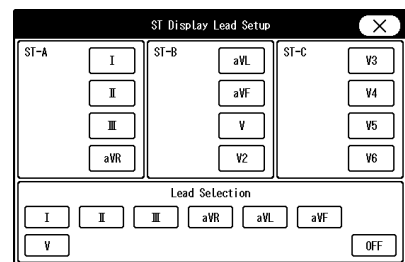 ST Display Lead Setup
ST-A
I
II
III
aVR
ST-B
aVL
aVF
V
V2
ST-C
V3
V4
V5
V6
Lead Selection
I II III aVR aVL aVF
V OFF